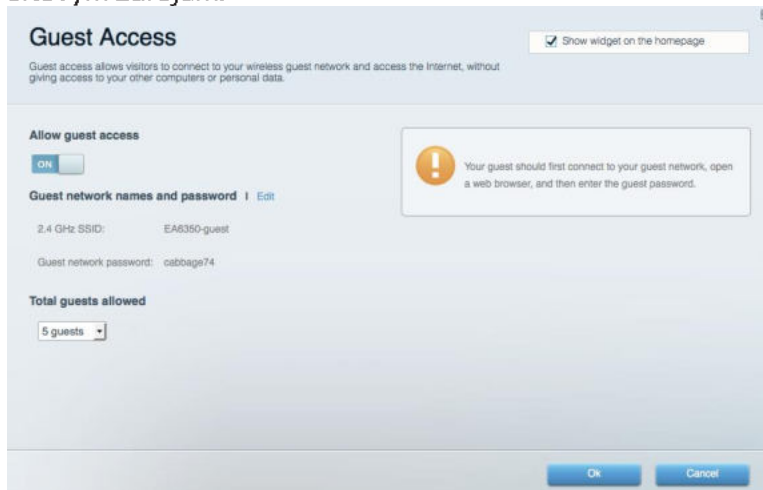 Guest Access
Show widget on the homepage
Guest access allows visitors to connect to your wireless guest network and access the Internet, without
giving access to your other computers or personal data.
Allow guest access
ON
Your guest should first connect to your guest network, open
a web browser, and then enter the guest password.
Guest network names and password | Edit
2.4 GHz SSID: EA6350-guest
Guest network password: cabbage74
Total guests allowed
5 guests
Ok
Cancel